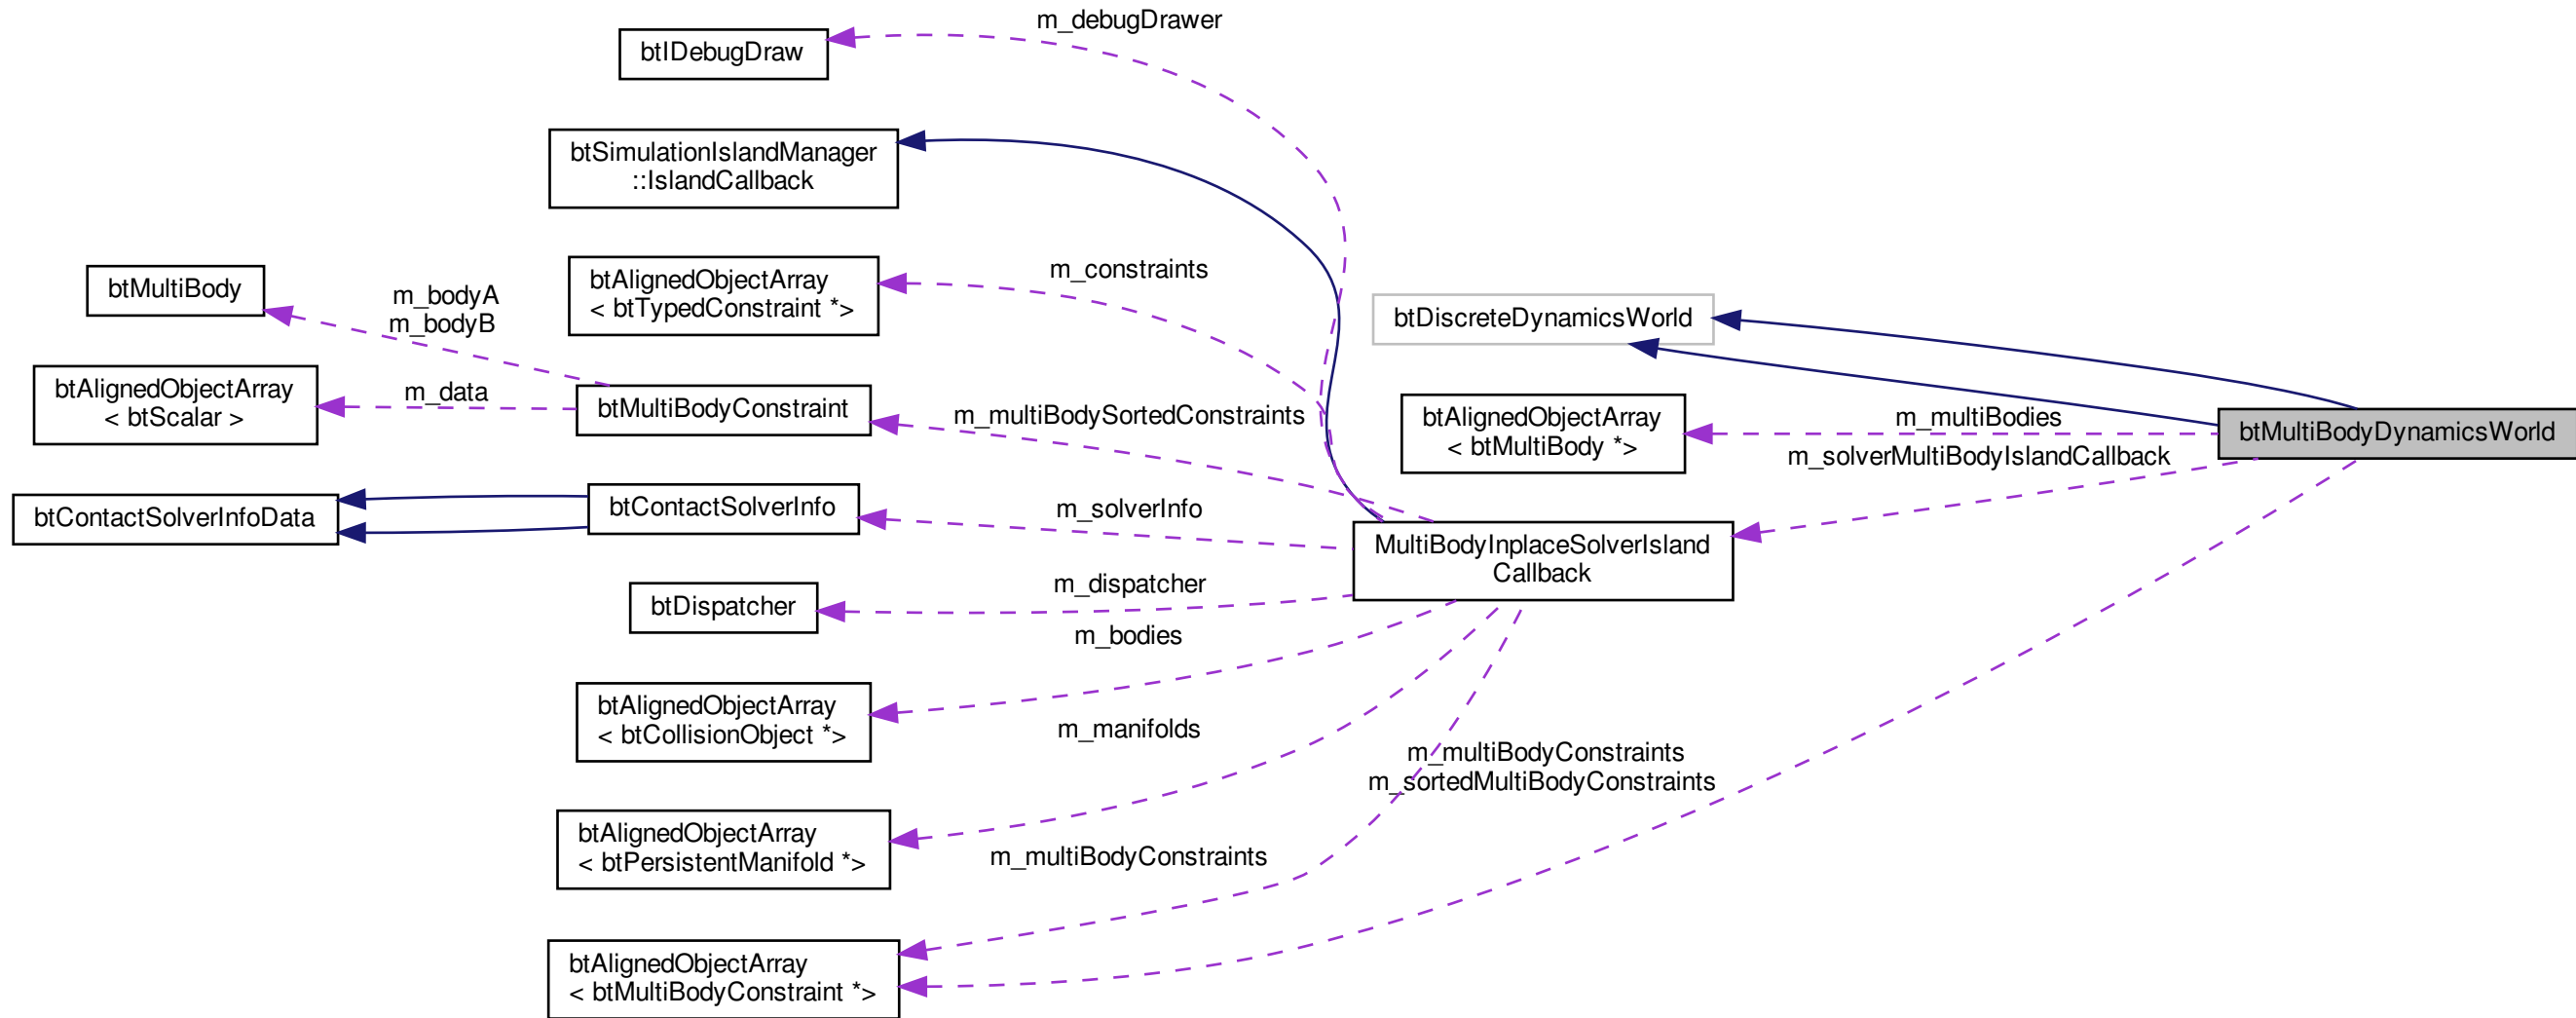 m_debugDrawer
btIDebugDraw
btSimulationIslandManager
::IslandCallback
btAlignedObjectArray
< btTypedConstraint *>
m_constraints
btMultiBody
m_bodyA
m_bodyB
btDiscreteDynamicsWorld
btAlignedObjectArray
< btScalar >
m_data
btMultiBodyConstraint
m_multiBodySortedConstraints
btAlignedObjectArray
< btMultiBody *>
m_multiBodies
m_solverMultiBodyIslandCallback
btMultiBodyDynamicsWorld
btContactSolverInfoData
btContactSolverInfo
m_solverInfo
MultiBodyInplaceSolverIsland
Callback
btDispatcher
m_dispatcher
m_bodies
btAlignedObjectArray
< btCollisionObject *>
m_manifolds
m_multiBodyConstraints
m_sortedMultiBodyConstraints
btAlignedObjectArray
< btPersistentManifold *>
m_multiBodyConstraints
btAlignedObjectArray
< btMultiBodyConstraint *>